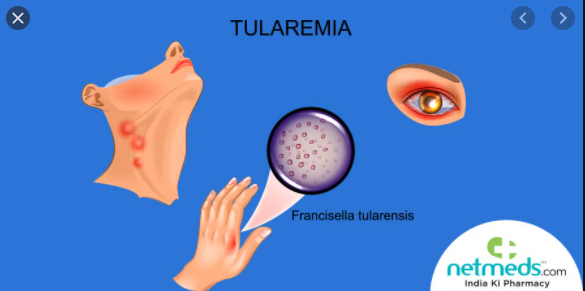 TULAREMIA
Francisella tularensis
netmeds.com
India Ki Pharmacy